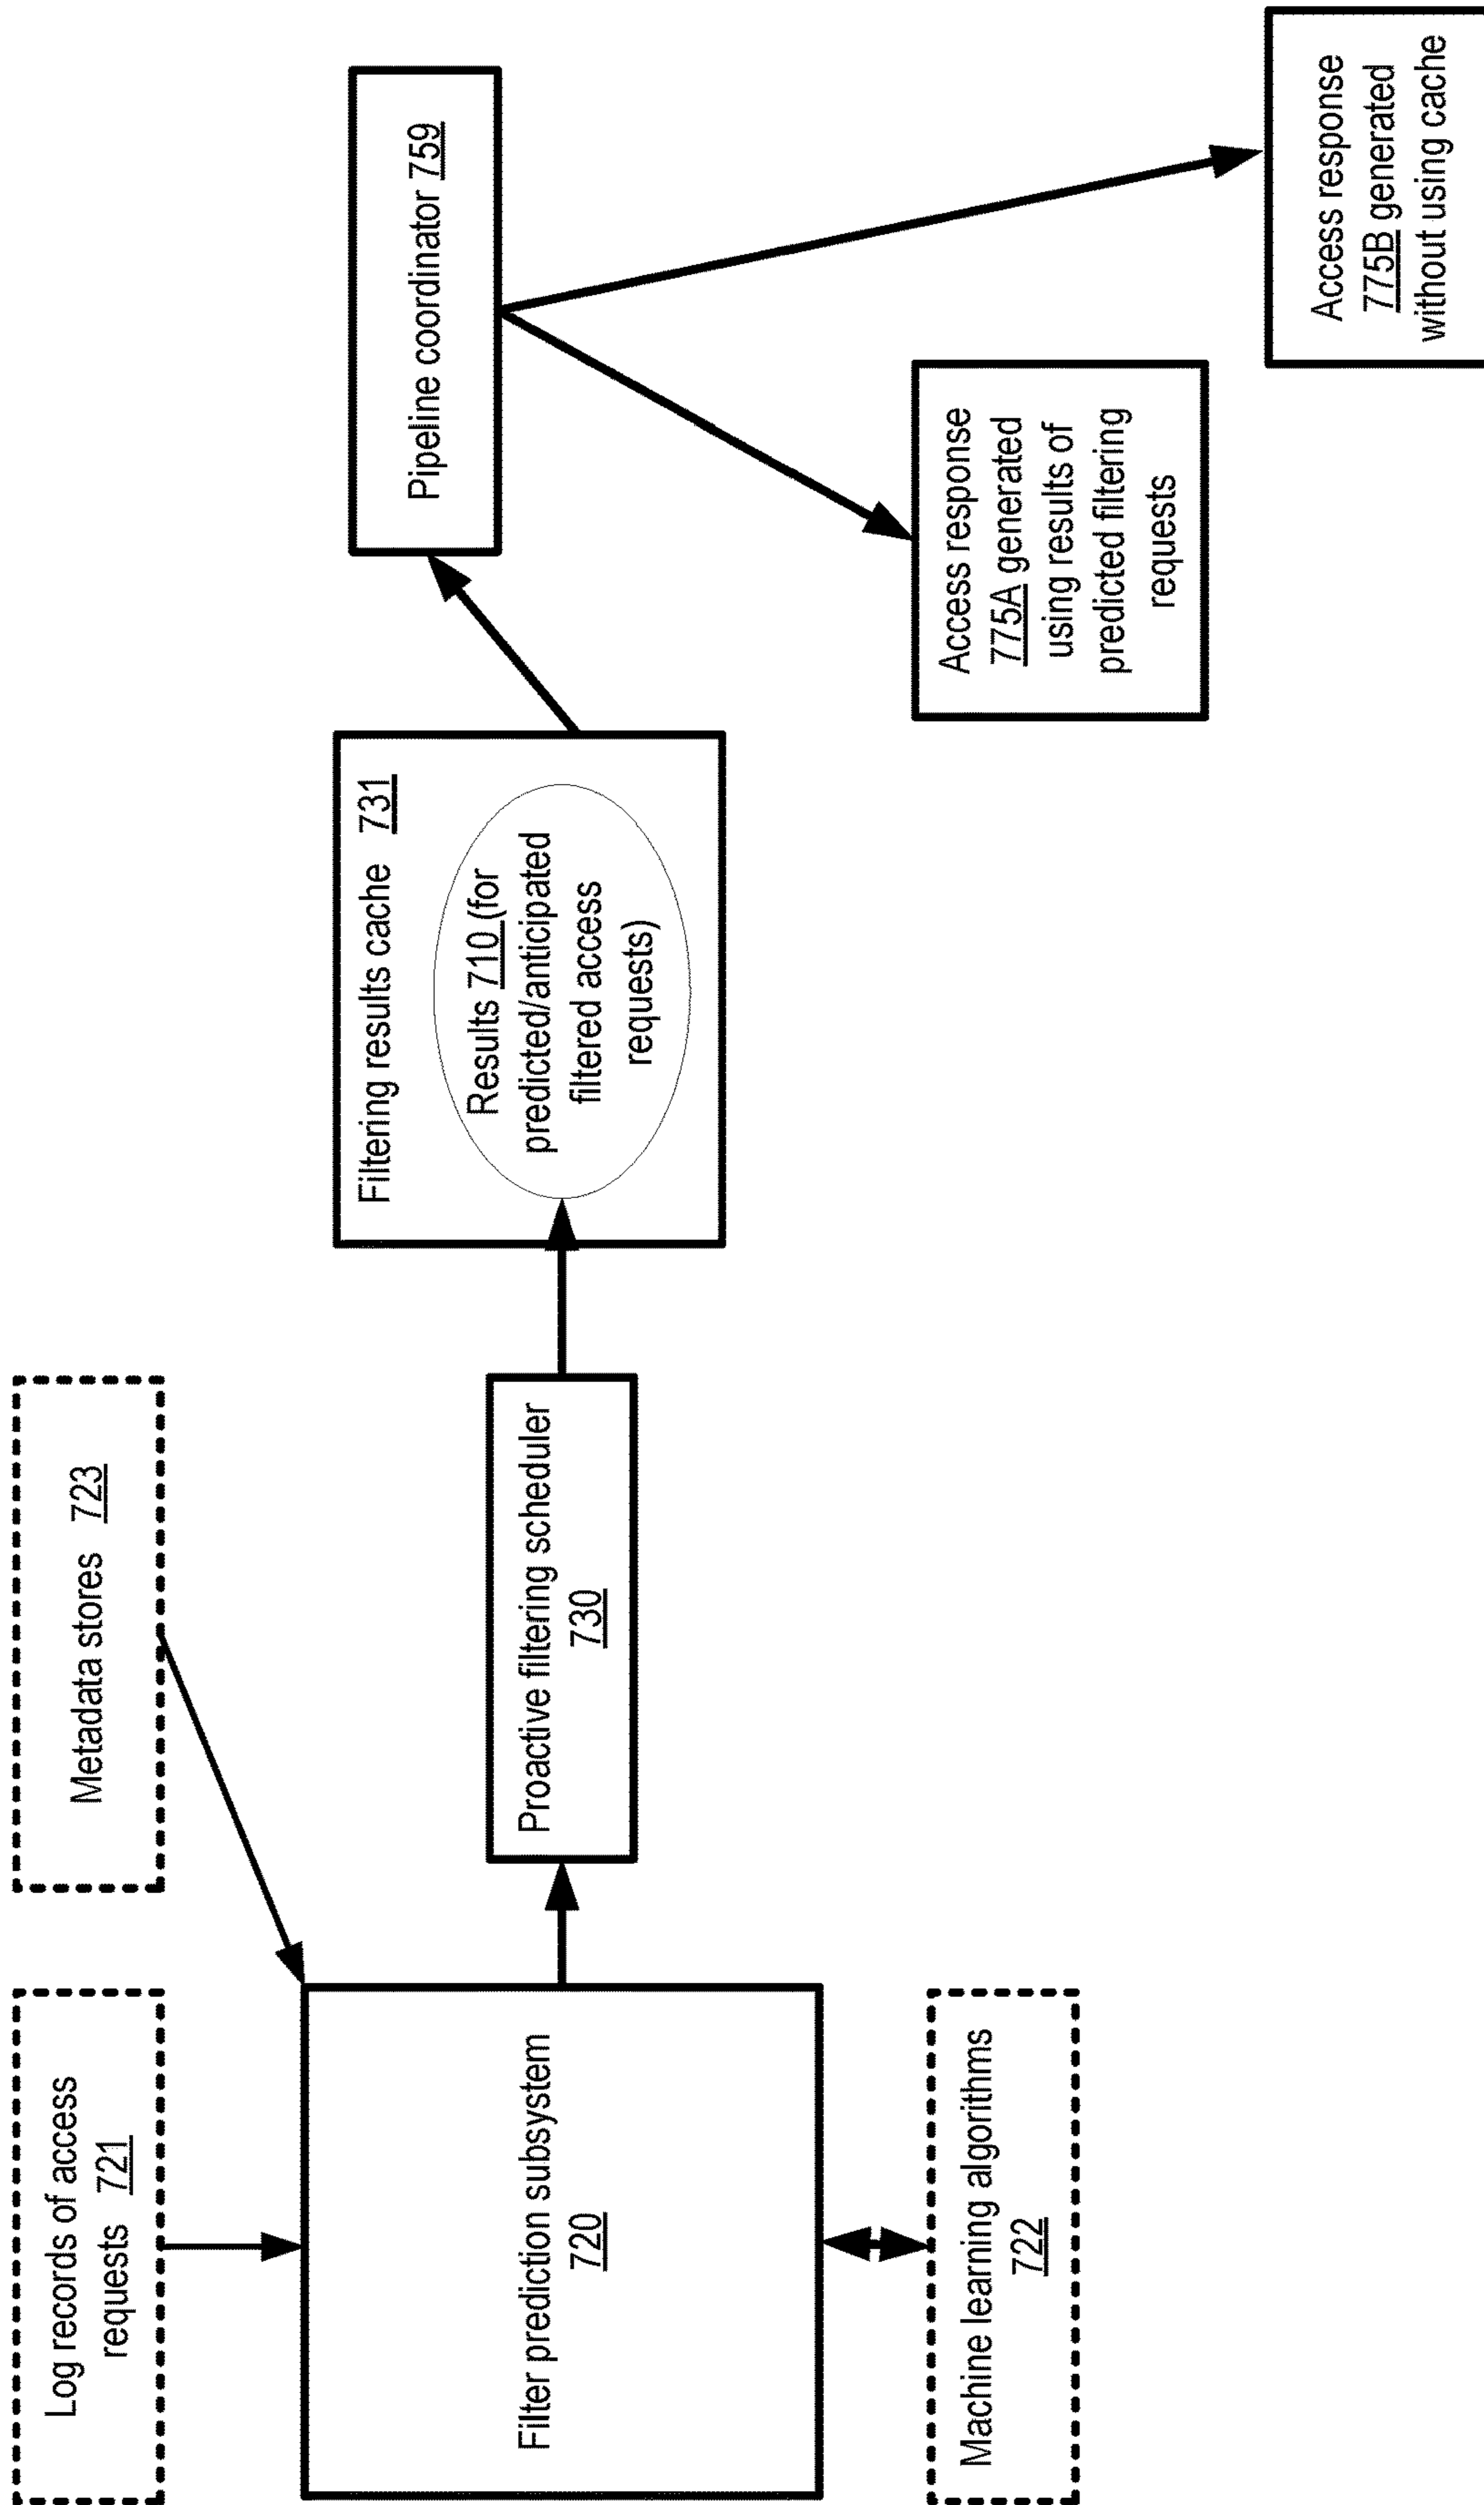 Log records of access
requests 721
Metadata stores 723
Filter prediction subsystem
720
Machine learning algorithms
722
Proactive filtering scheduler
730
Filtering results cache 731
Results 710 (for
predicted/anticipated
filtered access
requests)
Pipeline coordinator 759
Access response
775A generated
using results of
predicted filtering
requests
Access response
775B generated
without using cache